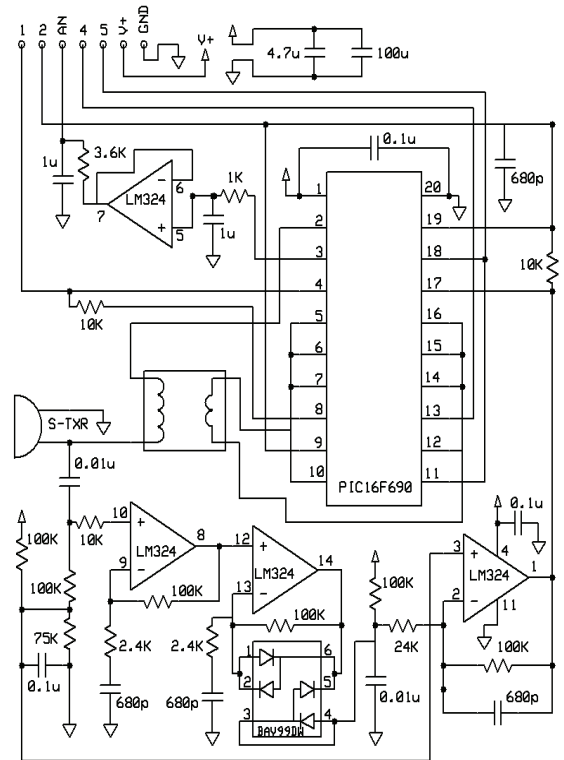 1 2 AN 4 5 V+ GND
V+
4.7u 100u
3.6K
1u
LM324
-
+
6
7
5
1K
1u
0.1u
680p
10K
10K
1 20
2 19
3 18
4 17
5 16
6 15
7 14
8 13
9 12
10 11
PIC16F690
S-TXR
0.01u
100K
10K
100K
75K
0.1u
10
9
8
+
-
LM324
100K
2.4K
680p
12
13
14
+
-
LM324
100K
2.4K
680p
1 6
2 5
3 4
BAV99DW
100K
24K
0.01u
3
2
1
4
11
+
-
LM324
0.1u
100K
680p